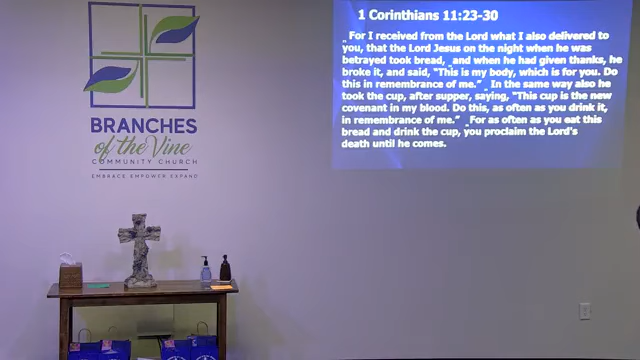 BRANCHES
of the Vine
COMMUNITY CHURCH
EMBRACE EMPOWER EXPAND
1 Corinthians 11:23-30
For I received from the Lord what I also delivered to
you, that the Lord Jesus on the night when he was
betrayed took bread, and when he had given thanks, he
broke it, and said, "This is my body, which is for you. Do
this in remembrance of me." In the same way also he
took the cup, after supper, saying, "This cup is the new
covenant in my blood. Do this, as often as you drink it,
in remembrance of me." For as often as you eat this
bread and drink the cup, you proclaim the Lord's
death until he comes.